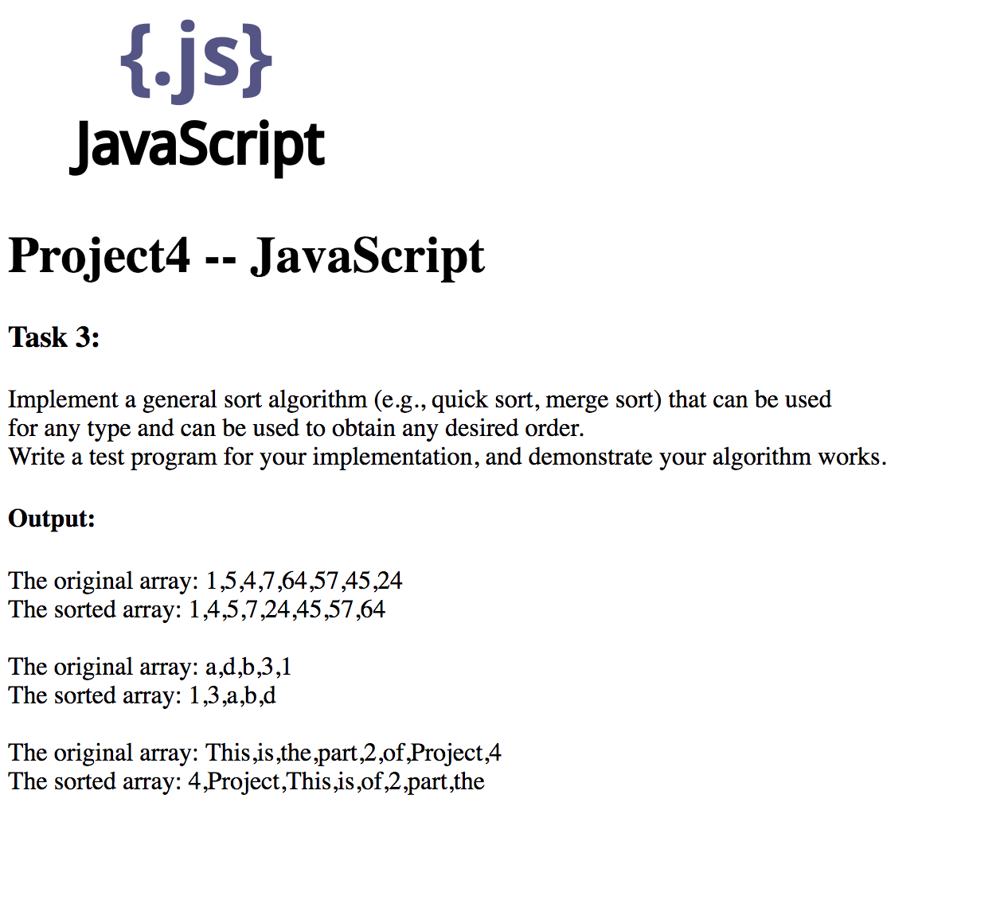 {.js}
JavaScript
Project4 -- JavaScript
Task 3:
Implement a general sort algorithm (e.g., quick sort, merge sort) that can be used
for any type and can be used to obtain any desired order.
Write a test program for your implementation, and demonstrate your algorithm works.
Output:
The original array: 1,5,4,7,64,57,45,24
The sorted array: 1,4,5,7,24,45,57,64
The original array: a,d,b,3,1
The sorted array: 1,3,a,b,d
The original array: This,is,the,part,2,of,Project,4
The sorted array: 4,Project,This,is,of,2,part,the